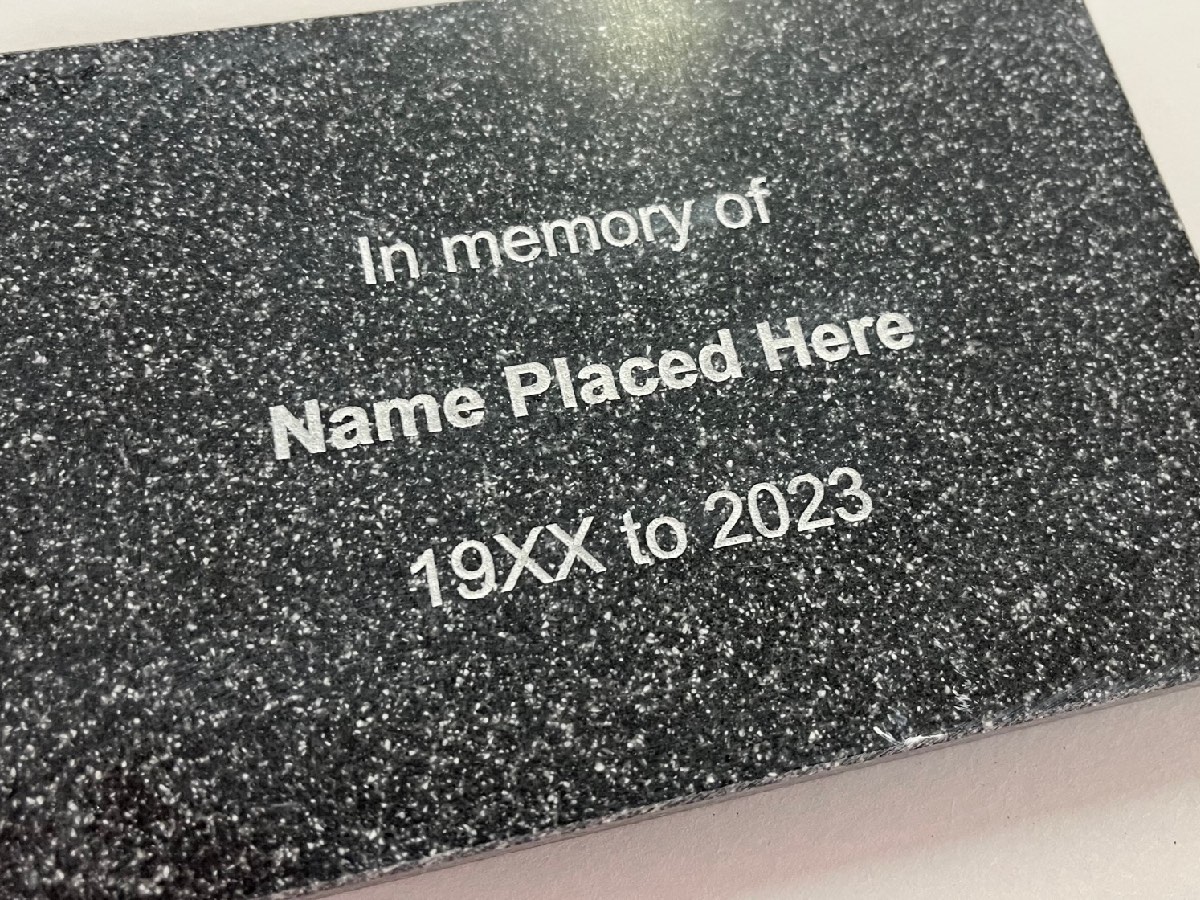 In memory of
Name Placed Here
19XX to 2023